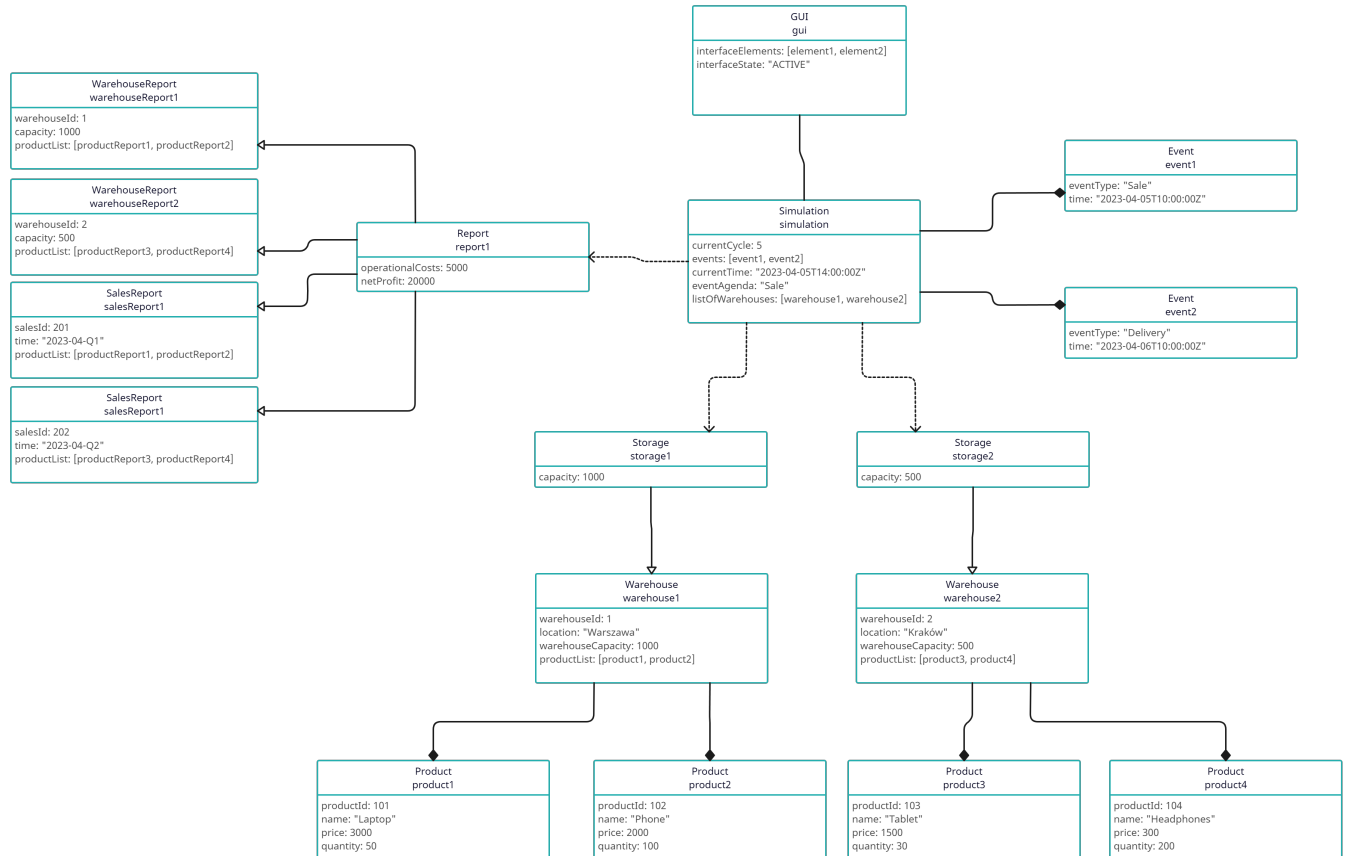 GUI
gui
interfaceElements: [element1, element2]
interfaceState: "ACTIVE"
WarehouseReport
warehouseReport1
warehouseId: 1
capacity: 1000
productList: [productReport1, productReport2]
Event
event1
eventType: "Sale"
time: "2023-04-05T10:00:00Z"
WarehouseReport
warehouseReport2
warehouseId: 2
capacity: 500
productList: [productReport3, productReport4]
Report
report1
operationalCosts: 5000
netProfit: 20000
Simulation
simulation
currentCycle: 5
events: [event1, event2]
currentTime: "2023-04-05T14:00:00Z"
eventAgenda: "Sale"
listOfWarehouses: [warehouse1, warehouse2]
SalesReport
salesReport1
salesId: 201
time: "2023-04-Q1"
productList: [productReport1, productReport2]
Event
event2
eventType: "Delivery"
time: "2023-04-06T10:00:00Z"
SalesReport
salesReport1
salesId: 202
time: "2023-04-Q2"
productList: [productReport3, productReport4]
Storage
storage1
capacity: 1000
Storage
storage2
capacity: 500
Warehouse
warehouse1
warehouseId: 1
location: "Warszawa"
warehouseCapacity: 1000
productList: [product1, product2]
Warehouse
warehouse2
warehouseId: 2
location: "Kraków"
warehouseCapacity: 500
productList: [product3, product4]
Product
product1
productId: 101
name: "Laptop"
price: 3000
quantity: 50
Product
product2
productId: 102
name: "Phone"
price: 2000
quantity: 100
Product
product3
productId: 103
name: "Tablet"
price: 1500
quantity: 30
Product
product4
productId: 104
name: "Headphones"
price: 300
quantity: 200